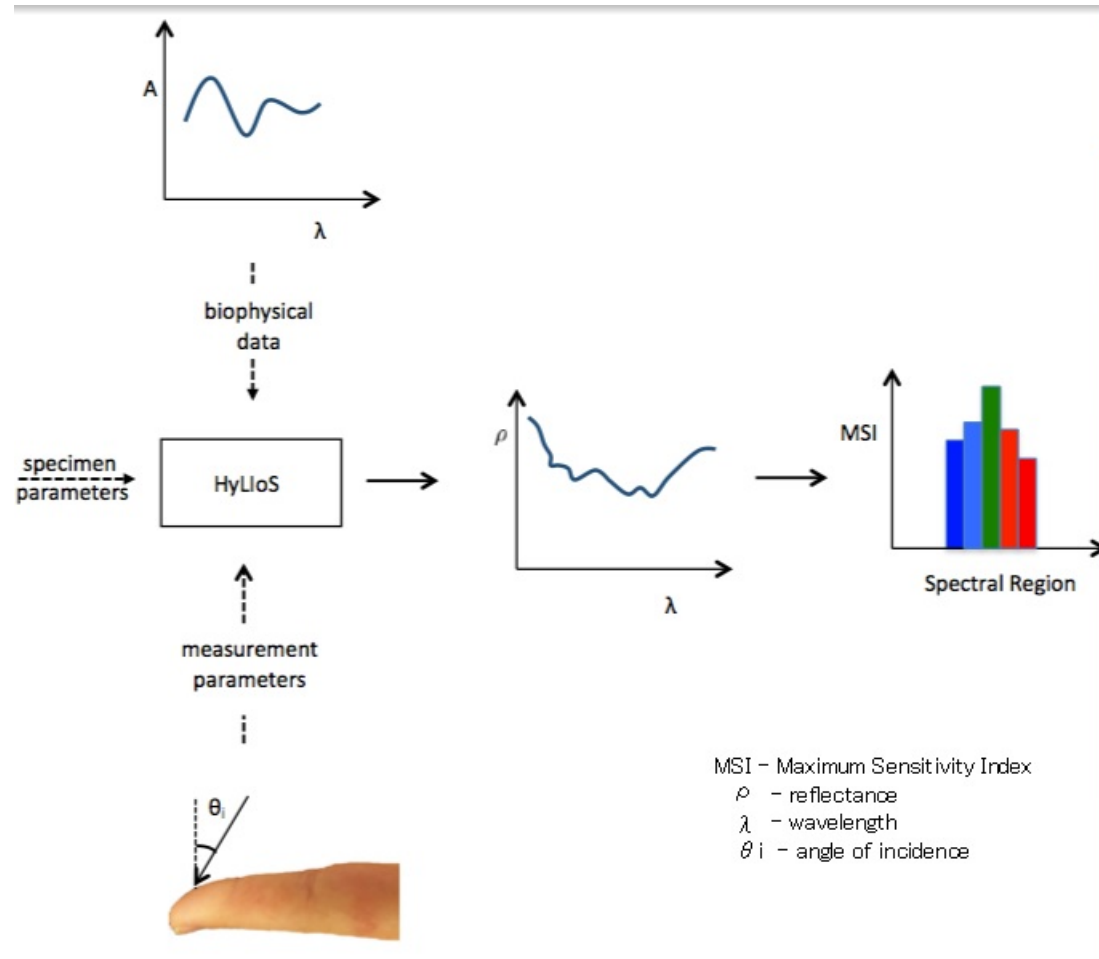 A
λ
biophysical
data
specimen
parameters
HyLIoS
ρ
λ
MSI
Spectral Region
measurement
parameters
θi
MSI - Maximum Sensitivity Index
ρ - reflectance
λ - wavelength
θ i - angle of incidence